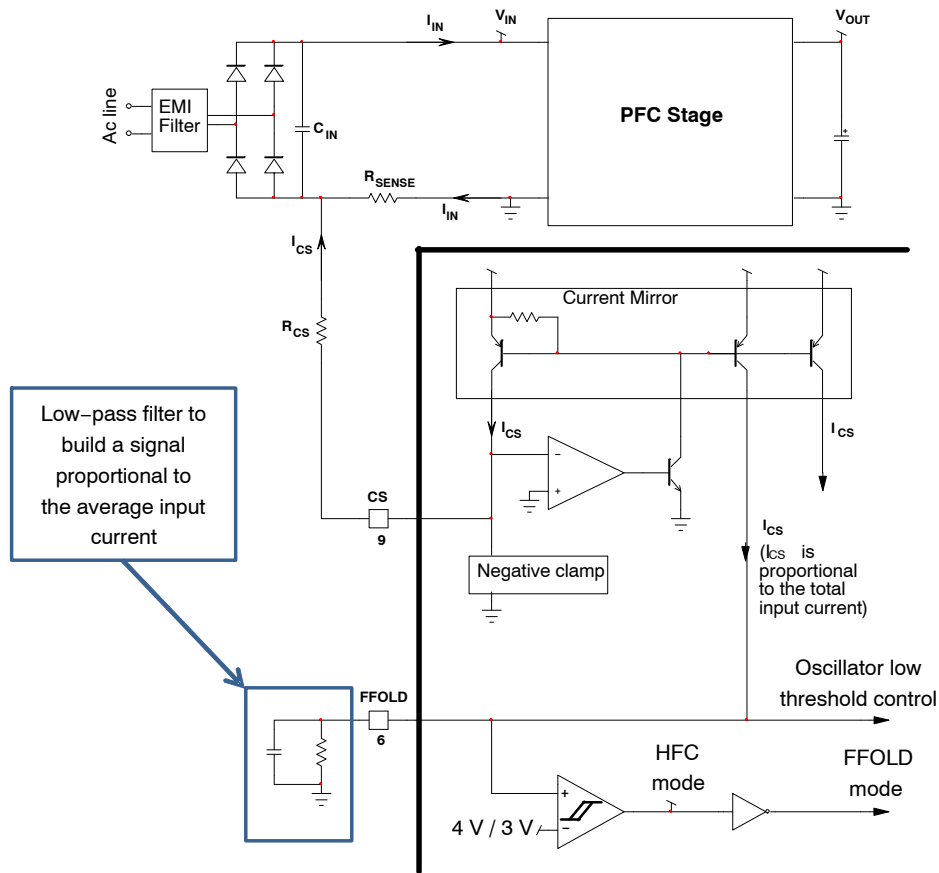 I_IN
V_IN
V_OUT
Ac line
EMI
Filter
C_IN
PFC Stage
R_SENSE
I_IN
I_CS
R_CS
Current Mirror
I_CS
I_CS
Low−pass filter to
build a signal
proportional to
the average input
current
−
+
CS
9
I_CS
(I_CS is
proportional
to the total
input current)
Negative clamp
FFOLD
6
Oscillator low
threshold control
HFC
mode
FFOLD
mode
+
4 V / 3 V
−
+